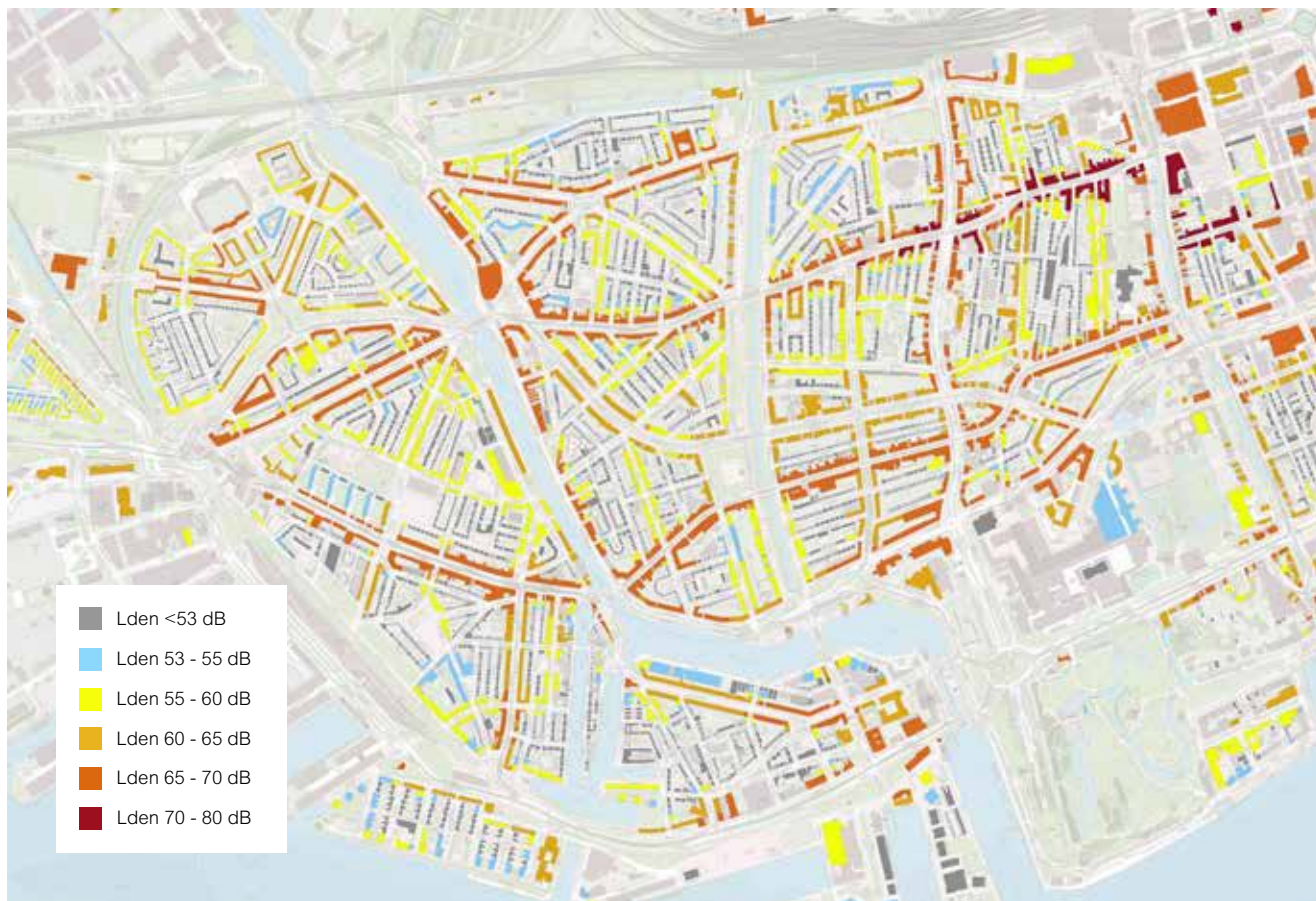 Lden <53 dB
Lden 53 - 55 dB
Lden 55 - 60 dB
Lden 60 - 65 dB
Lden 65 - 70 dB
Lden 70 - 80 dB